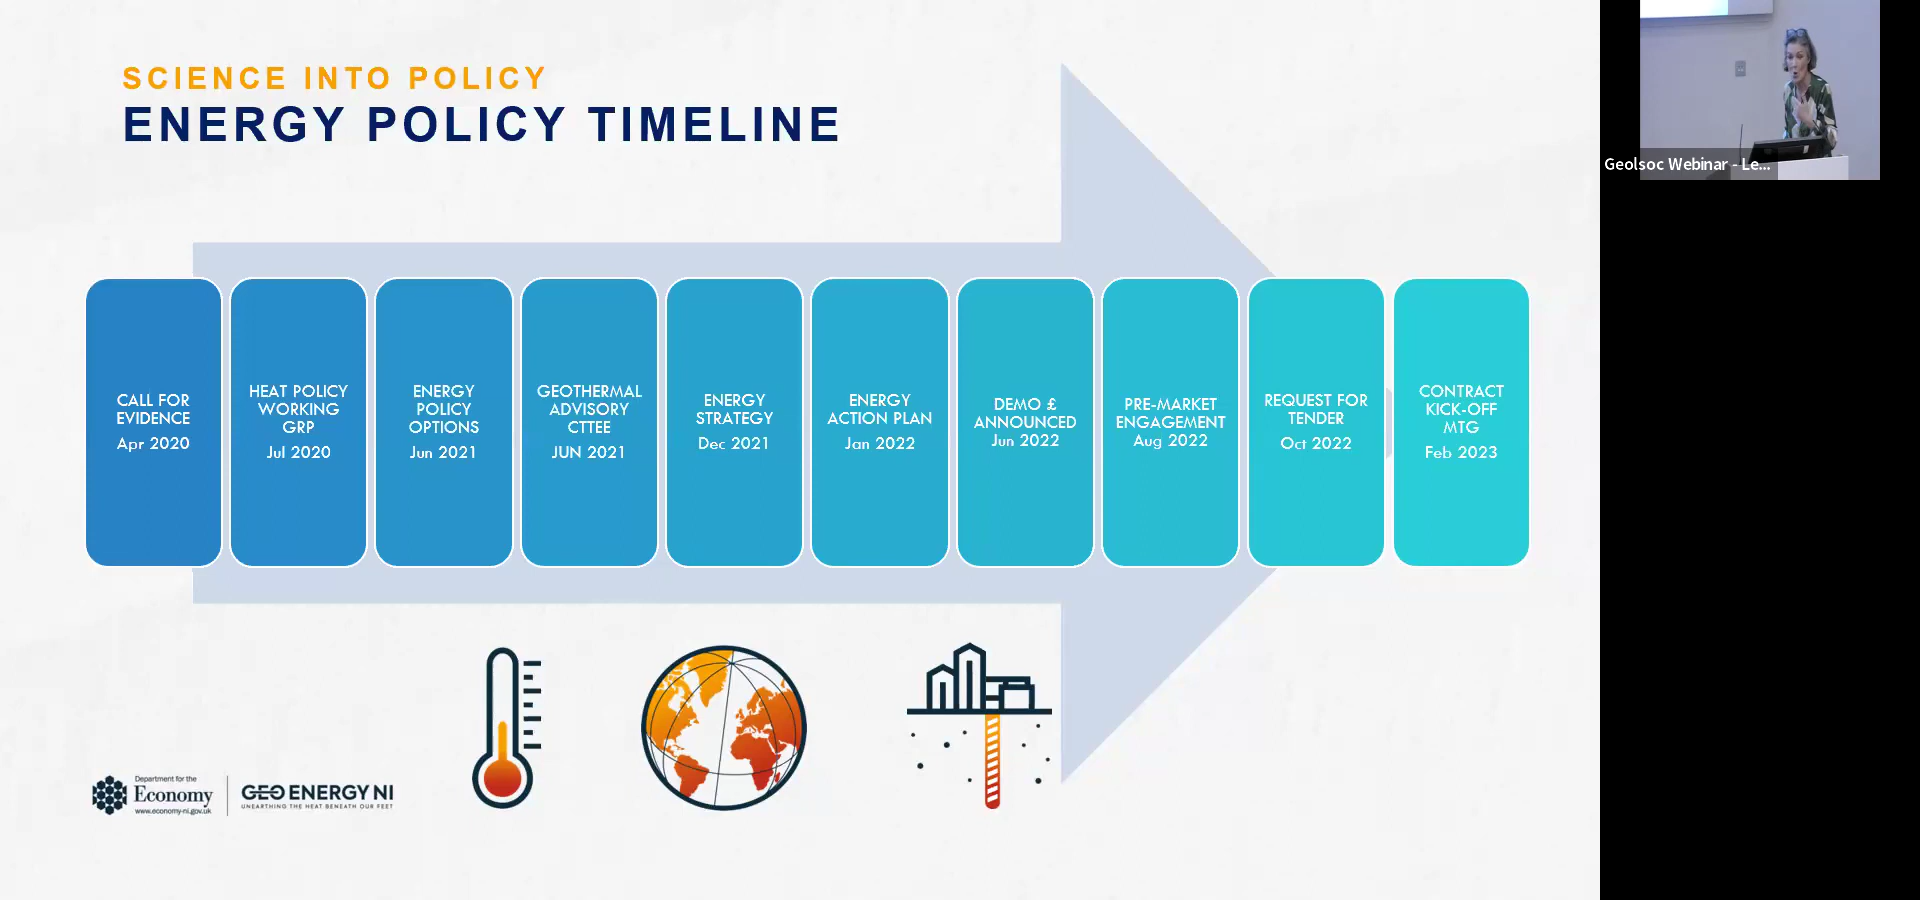 SCIENCE INTO POLICY
ENERGY POLICY TIMELINE
CALL FOR
EVIDENCE
Apr 2020
HEAT POLICY
WORKING
GRP
Jul 2020
ENERGY
POLICY
OPTIONS
Jun 2021
GEOTHERMAL
ADVISORY
CTTEE
JUN 2021
ENERGY
STRATEGY
Dec 2021
ENERGY
ACTION PLAN
Jan 2022
DEMO £
ANNOUNCED
Jun 2022
PRE-MARKET
ENGAGEMENT
Aug 2022
REQUEST FOR
TENDER
Oct 2022
CONTRACT
KICK-OFF
MTG
Feb 2023
Department for the
Economy
www.economy-ni.gov.uk
GEO ENERGY NI
UNEARTHING THE HEAT BENEATH OUR FEET
Geolsoc Webinar - Le...